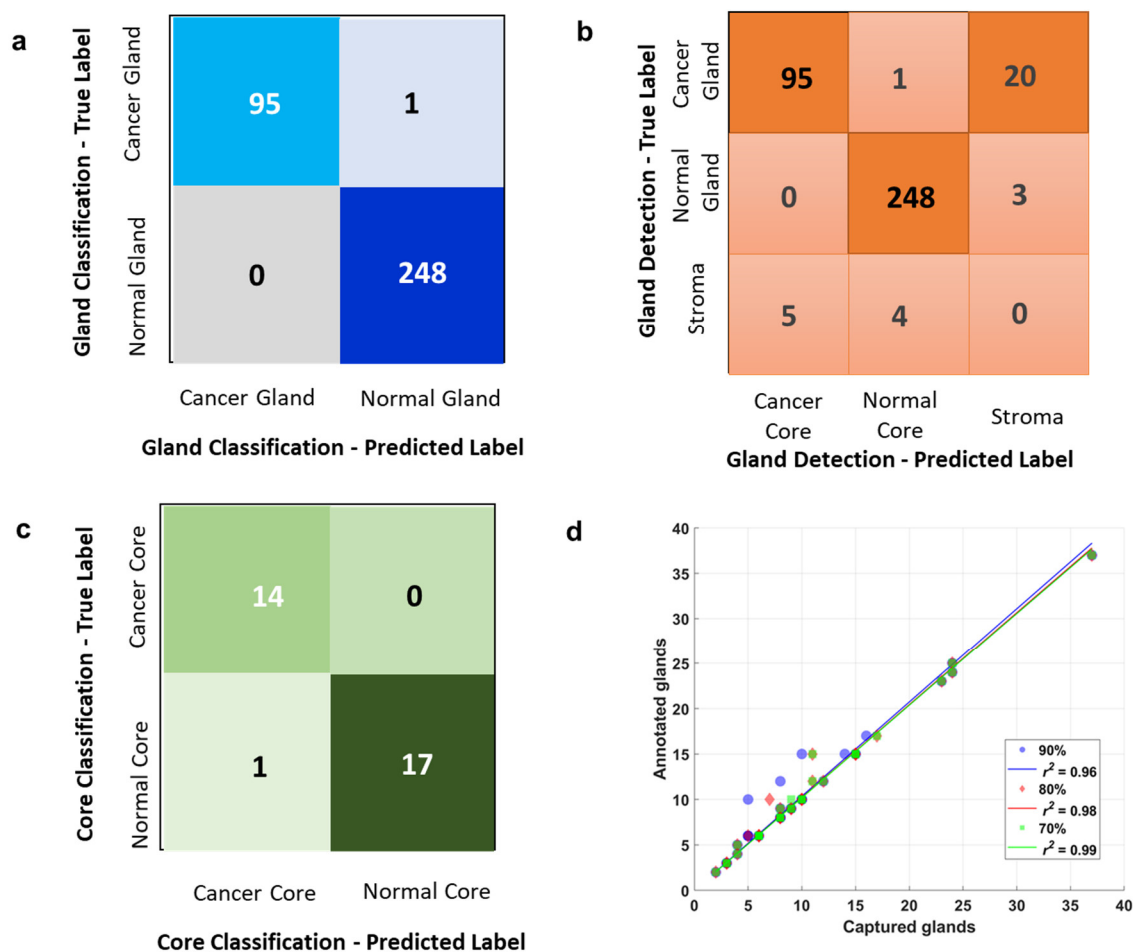 a
Gland Classification - True Label
Cancer Gland
Normal Gland
95
1
0
248
Cancer Gland
Normal Gland
Gland Classification - Predicted Label
b
Gland Detection - True Label
Cancer
Gland
Normal
Gland
Stroma
95
1
20
0
248
3
5
4
0
Cancer
Core
Normal
Core
Stroma
Gland Detection - Predicted Label
c
Core Classification - True Label
Cancer Core
Normal Core
14
0
1
17
Cancer Core
Normal Core
Core Classification - Predicted Label
d
Annotated glands
40
35
30
25
20
15
10
5
0
0
5
10
15
20
25
30
35
40
Captured glands
90%
r² = 0.96
80%
r² = 0.98
70%
r² = 0.99